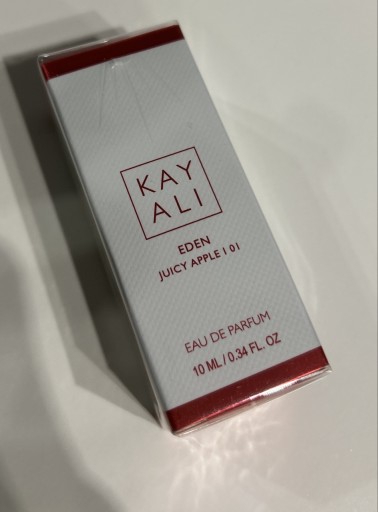 KAY
ALI
EDEN
JUICY APPLE | 01
EAU DE PARFUM
10 ML / 0.34 FL. OZ